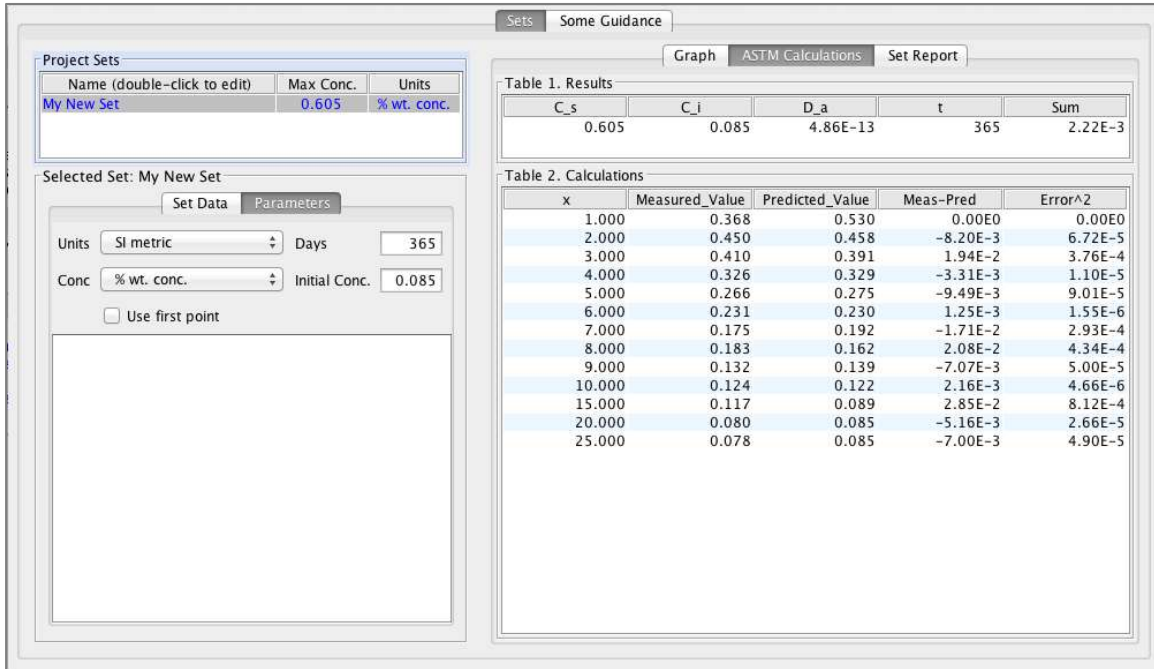 Sets Some Guidance
Project Sets
Name (double-click to edit) Max Conc. Units
My New Set 0.605 % wt. conc.
Selected Set: My New Set
Set Data Parameters
Units SI metric Days 365
Conc % wt. conc. Initial Conc. 0.085
Use first point
Graph ASTM Calculations Set Report
Table 1. Results
C_s C_i D_a t Sum
0.605 0.085 4.86E-13 365 2.22E-3
Table 2. Calculations
x Measured_Value Predicted_Value Meas-Pred Error^2
1.000 0.368 0.530 0.00E0 0.00E0
2.000 0.450 0.458 -8.20E-3 6.72E-5
3.000 0.410 0.391 1.94E-2 3.76E-4
4.000 0.326 0.329 -3.31E-3 1.10E-5
5.000 0.266 0.275 -9.49E-3 9.01E-5
6.000 0.231 0.230 1.25E-3 1.55E-6
7.000 0.175 0.192 -1.71E-2 2.93E-4
8.000 0.183 0.162 2.08E-2 4.34E-4
9.000 0.132 0.139 -7.07E-3 5.00E-5
10.000 0.124 0.122 2.16E-3 4.66E-6
15.000 0.117 0.089 2.85E-2 8.12E-4
20.000 0.080 0.085 -5.16E-3 2.66E-5
25.000 0.078 0.085 -7.00E-3 4.90E-5